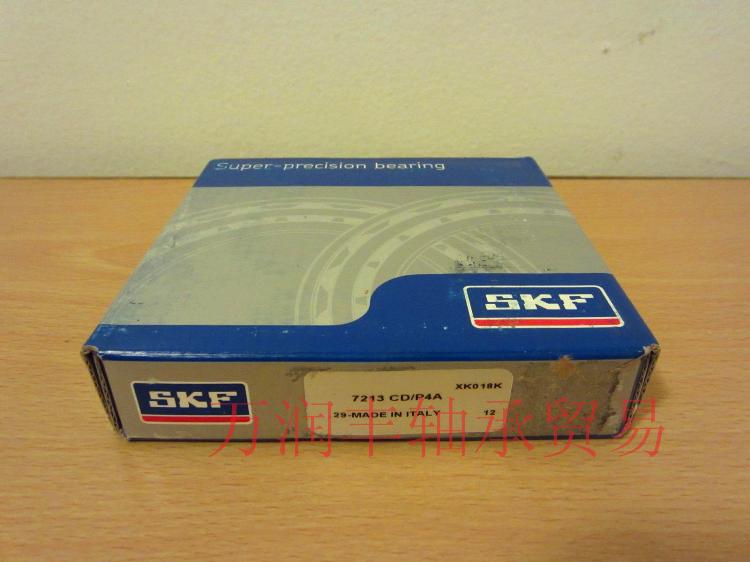 Super-precision bearing
SKF
SKF
XK018K
7213 CD/P4A
29-MADE IN ITALY 12
万润丰轴承贸易